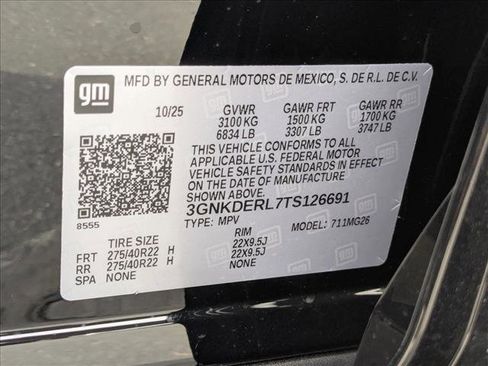 gm
MFD BY GENERAL MOTORS DE MEXICO, S. DE R.L. DE C.V.
10/25 GVWR GAWR FRT GAWR RR
3100 KG 1500 KG 1700 KG
6834 LB 3307 LB 3747 LB
THIS VEHICLE CONFORMS TO ALL
APPLICABLE U.S. FEDERAL MOTOR
VEHICLE SAFETY STANDARDS IN EFFECT
ON THE DATE OF MANUFACTURE
SHOWN ABOVE.
3GNKDERL7TS126691
TYPE: MPV MODEL: 711MG26
8555
TIRE SIZE RIM
FRT 275/40R22 H 22X9.5J
RR 275/40R22 H 22X9.5J
SPA NONE NONE